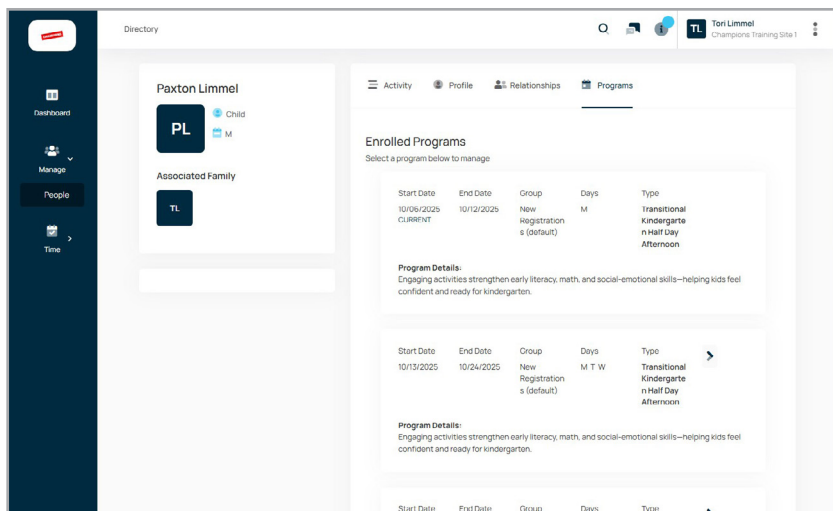 Directory
TL
Tori Limmel
Champions Training Site 1
Dashboard
Manage
People
Time
Paxton Limmel
PL
Child
M
Associated Family
TL
Activity
Profile
Relationships
Programs
Enrolled Programs
Select a program below to manage
Start Date End Date Group Days Type
10/06/2025 10/12/2025 New M Transitional
CURRENT Registration Kindergarte
s (default) n Half Day
Afternoon
Program Details:
Engaging activities strengthen early literacy, math, and social-emotional skills—helping kids feel
confident and ready for kindergarten.
Start Date End Date Group Days Type
10/13/2025 10/24/2025 New M T W Transitional
Registration Kindergarte
s (default) n Half Day
Afternoon
Program Details:
Engaging activities strengthen early literacy, math, and social-emotional skills—helping kids feel
confident and ready for kindergarten.
Start Date End Date Group Days Type